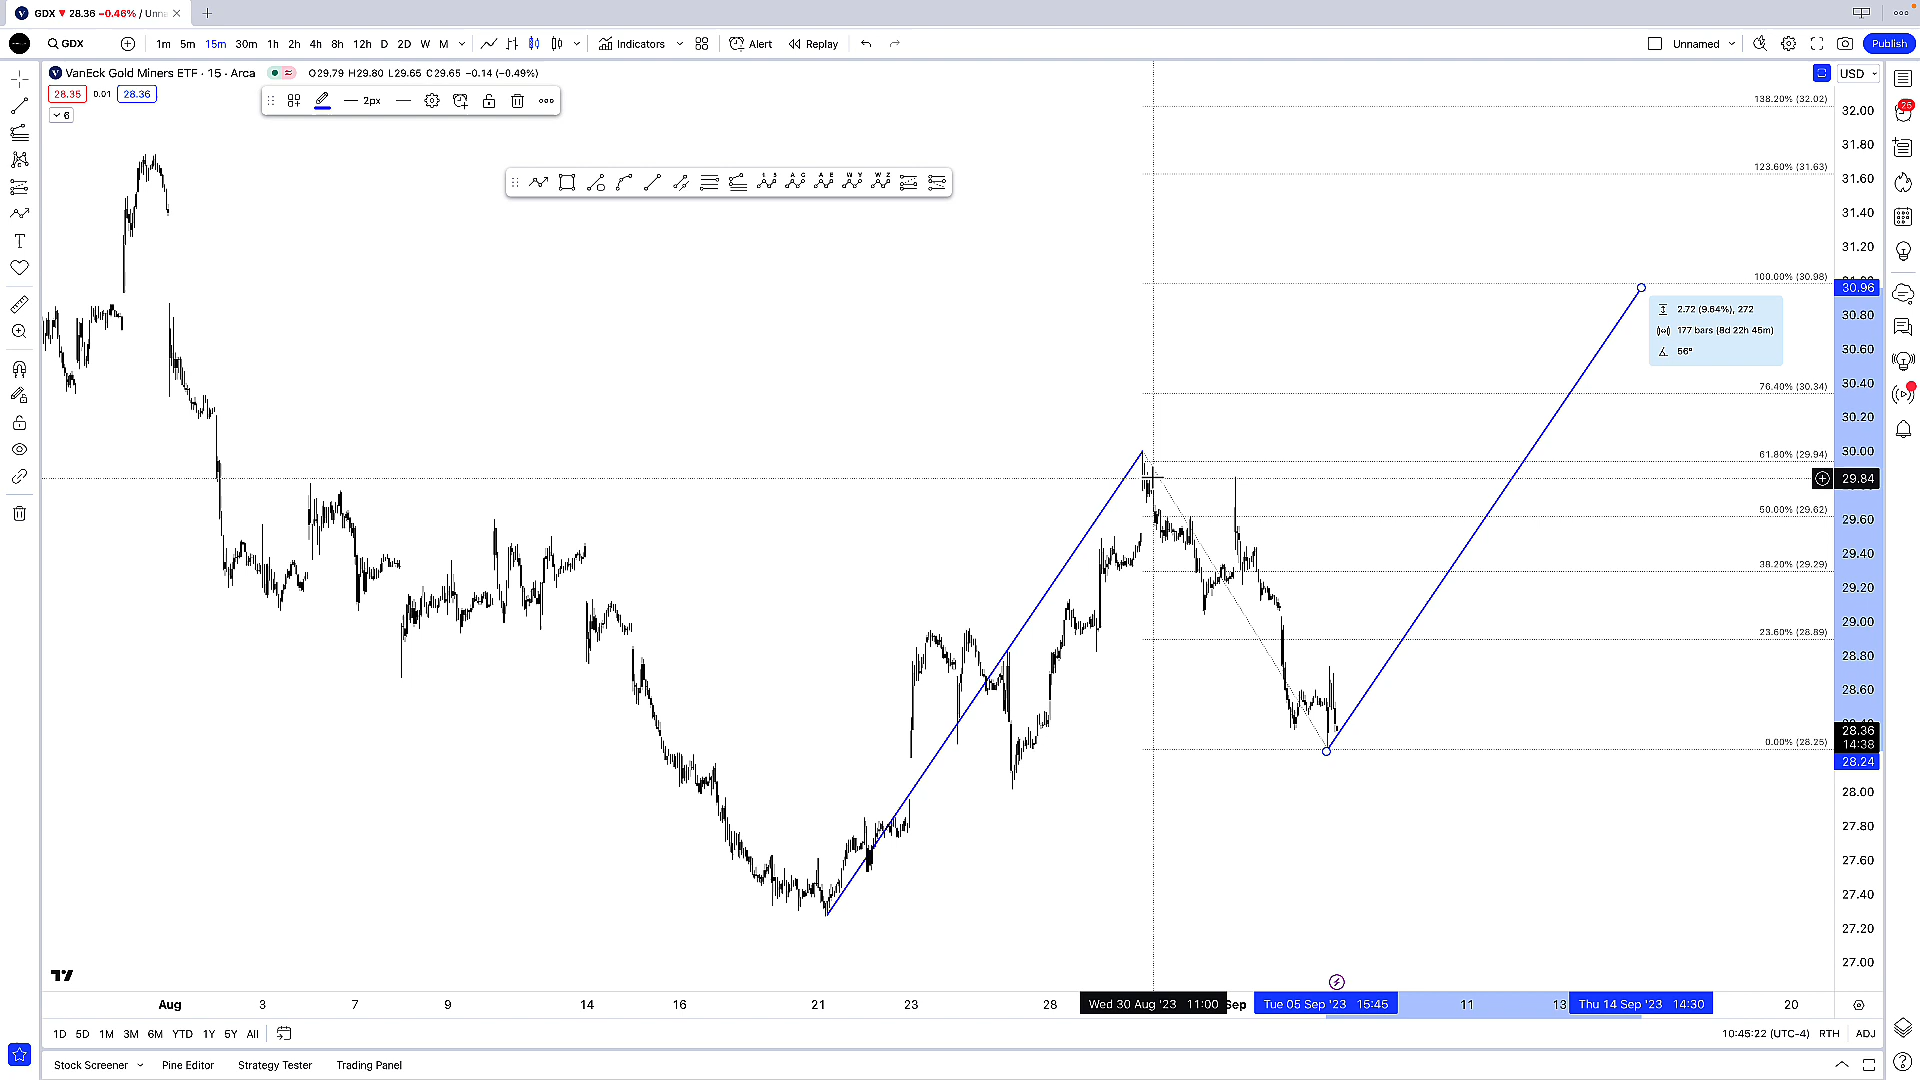 GDX ▼ 28.36 −0.46% / Unna
GDX
1m 5m 15m 30m 1h 2h 4h 8h 12h D 2D W M
Indicators
Alert
Replay
Unnamed
Publish
VanEck Gold Miners ETF · 15 · Arca
O29.79 H29.80 L29.65 C29.65 −0.14 (−0.49%)
USD
28.35 0.01 28.36
2px
6
25
138.20% (32.02)
123.60% (31.63)
100.00% (30.98)
76.40% (30.34)
61.80% (29.94)
50.00% (29.62)
38.20% (29.29)
23.60% (28.89)
0.00% (28.25)
2.72 (9.64%), 272
177 bars (8d 22h 45m)
56°
32.00
31.80
31.60
31.40
31.20
30.96
30.80
30.60
30.40
30.20
30.00
29.84
29.60
29.40
29.20
29.00
28.80
28.60
28.36
14:38
28.24
28.00
27.80
27.60
27.40
27.20
27.00
Aug 3 7 9 14 16 21 23 28 Wed 30 Aug '23 11:00 Sep Tue 05 Sep '23 15:45 11 13 Thu 14 Sep '23 14:30 20
1D 5D 1M 3M 6M YTD 1Y 5Y All
10:45:22 (UTC-4) RTH ADJ
Stock Screener Pine Editor Strategy Tester Trading Panel